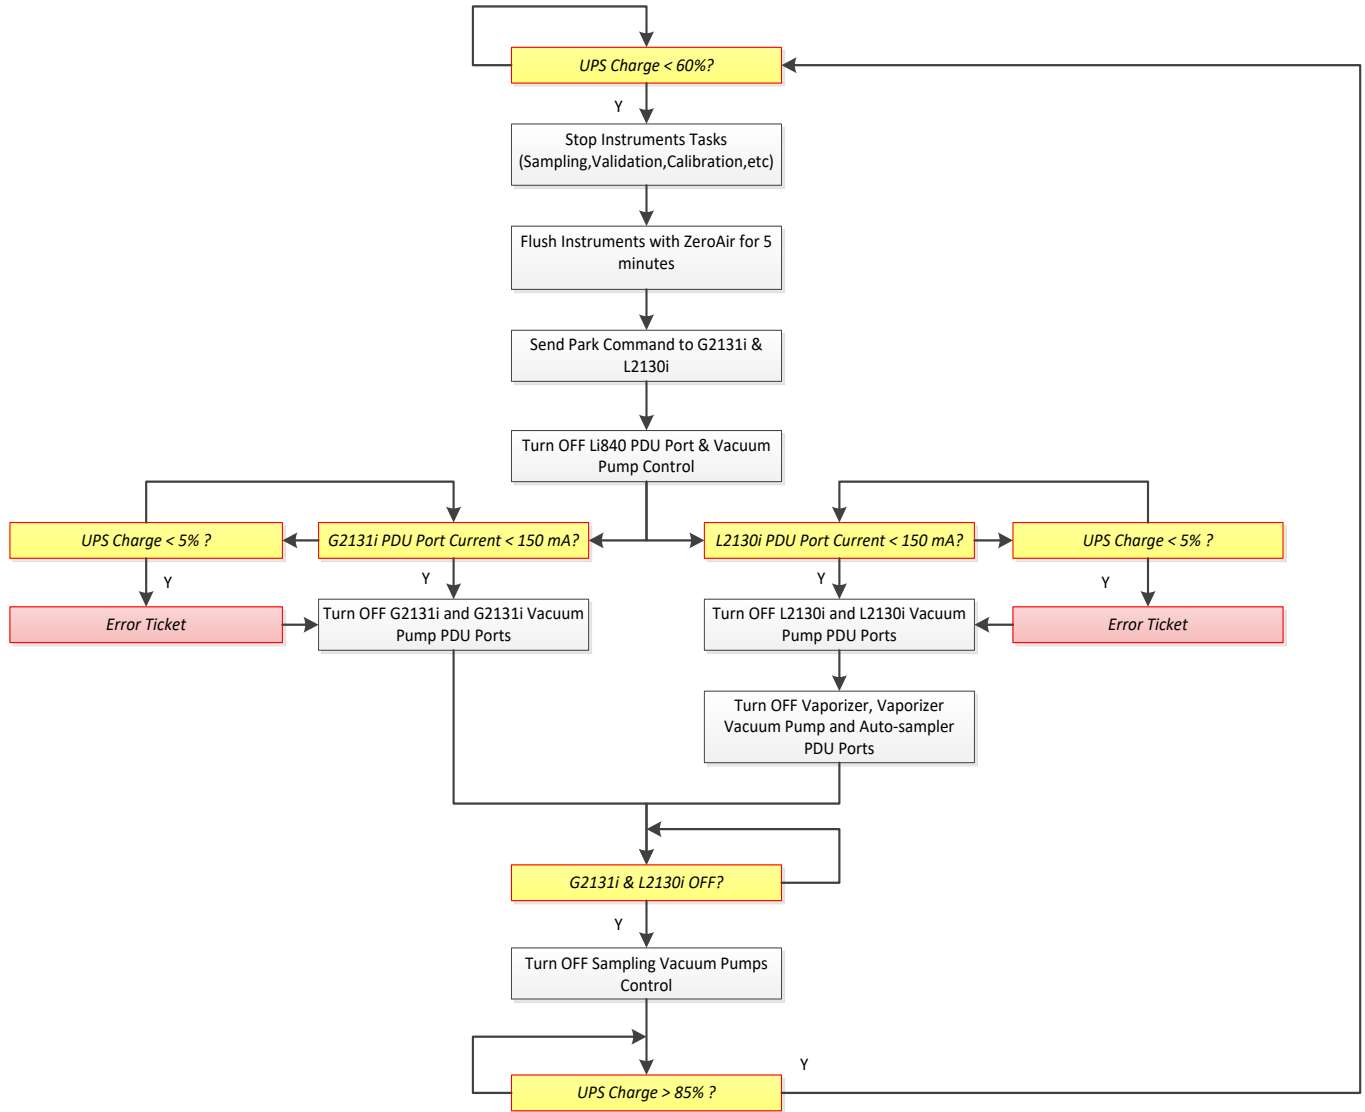 UPS Charge < 60%?
Y
Stop Instruments Tasks
(Sampling,Validation,Calibration,etc)
Flush Instruments with ZeroAir for 5
minutes
Send Park Command to G2131i &
L2130i
Turn OFF Li840 PDU Port & Vacuum
Pump Control
UPS Charge < 5% ?
G2131i PDU Port Current < 150 mA?
L2130i PDU Port Current < 150 mA?
UPS Charge < 5% ?
Y
Y
Y
Y
Error Ticket
Turn OFF G2131i and G2131i Vacuum
Pump PDU Ports
Turn OFF L2130i and L2130i Vacuum
Pump PDU Ports
Error Ticket
Turn OFF Vaporizer, Vaporizer
Vacuum Pump and Auto-sampler
PDU Ports
G2131i & L2130i OFF?
Y
Turn OFF Sampling Vacuum Pumps
Control
Y
UPS Charge > 85% ?